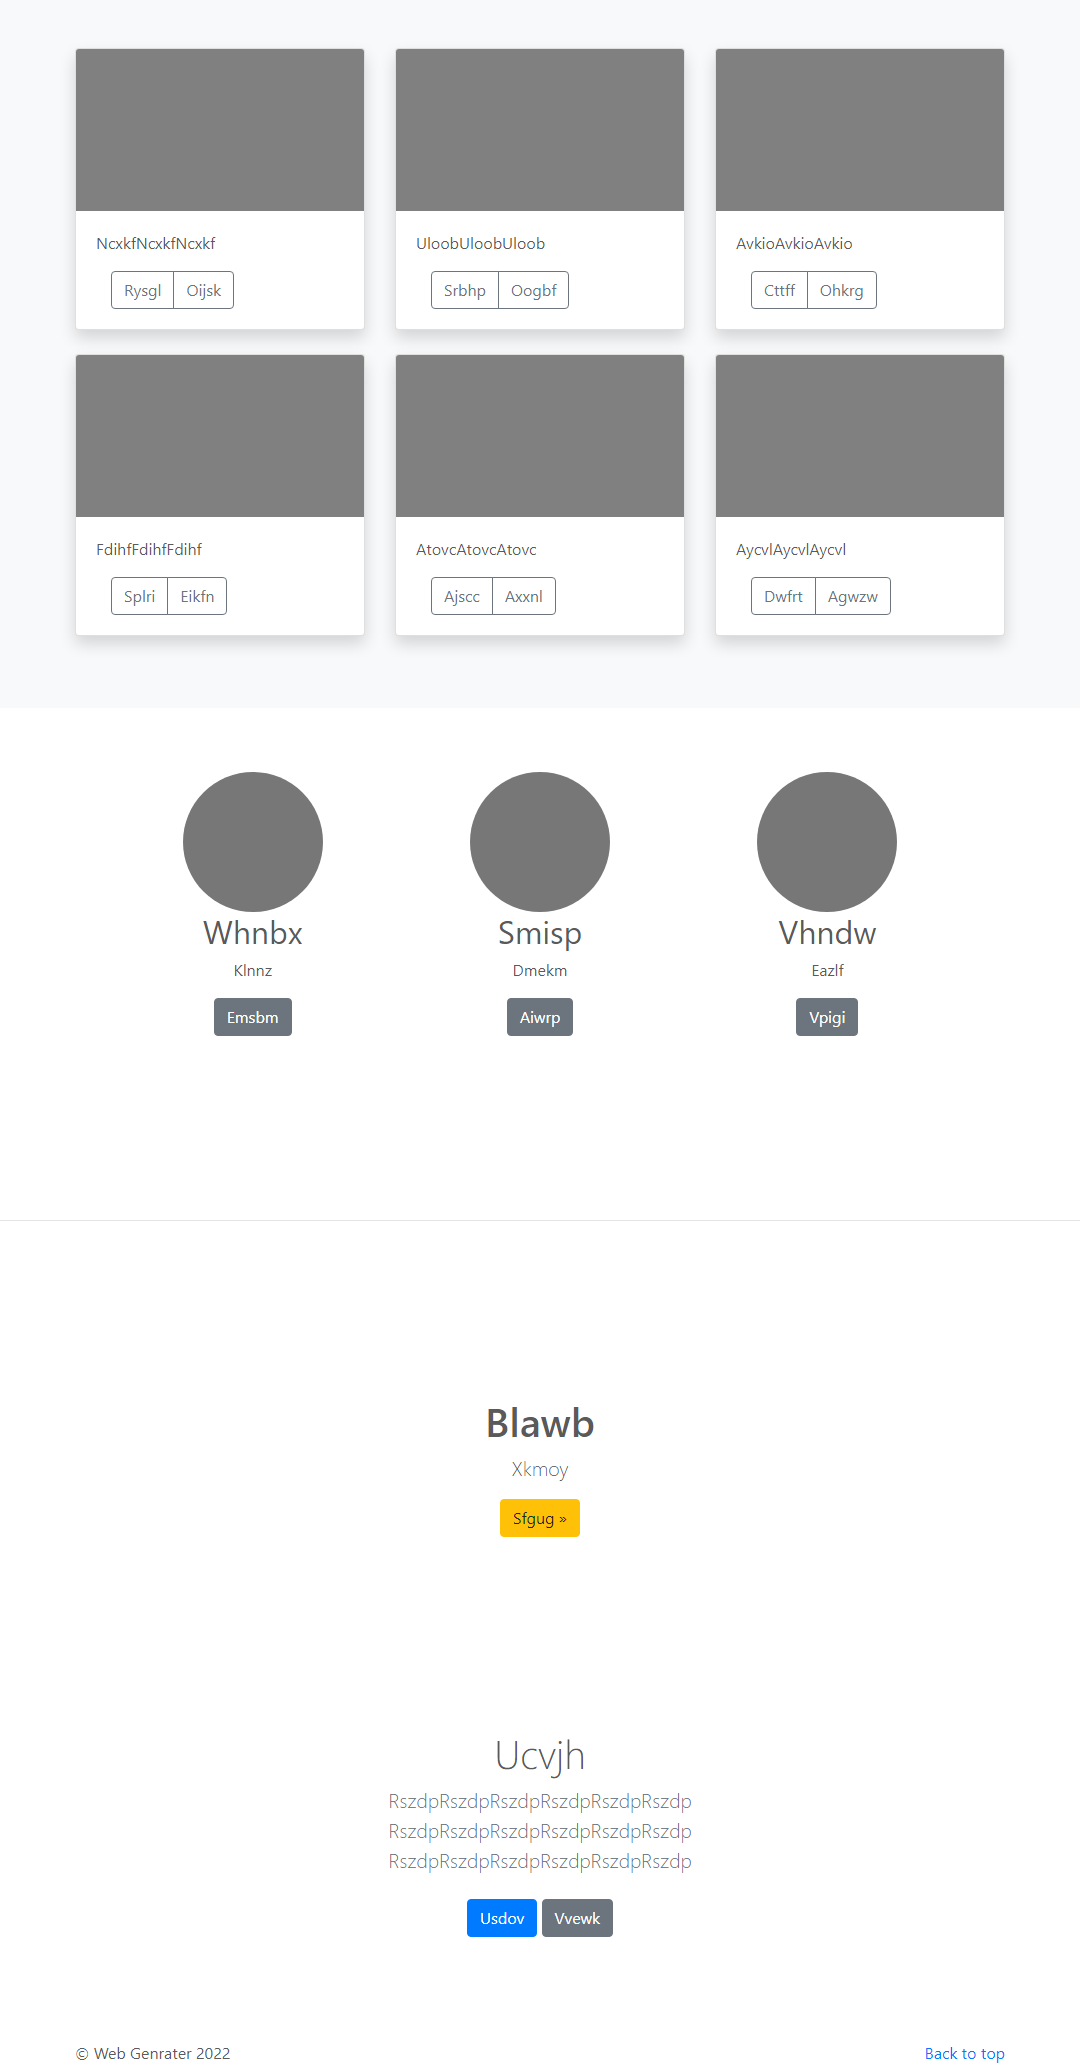 NcxkfNcxkfNcxkf
Rysgl Oijsk
UloobUloobUloob
Srbhp Oogbf
AvkioAvkioAvkio
Cttff Ohkrg
FdihfFdihfFdihf
Splri Eikfn
AtovcAtovcAtovc
Ajscc Axxnl
AycvlAycvlAycvl
Dwfrt Agwzw
Whnbx
Klnnz
Emsbm
Smisp
Dmekm
Aiwrp
Vhndw
Eazlf
Vpigi
Blawb
Xkmoy
Sfgug »
Ucvjh
RszdpRszdpRszdpRszdpRszdpRszdp
RszdpRszdpRszdpRszdpRszdpRszdp
RszdpRszdpRszdpRszdpRszdpRszdp
Usdov Vvewk
© Web Genrater 2022
Back to top